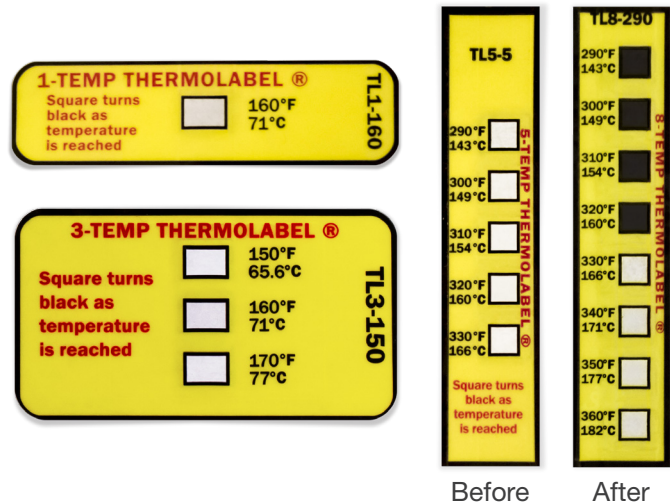 1-TEMP THERMOLABEL ®
Square turns
black as
temperature
is reached
160°F
71°C
TL1-160
3-TEMP THERMOLABEL ®
Square turns
black as
temperature
is reached
150°F
65.6°C
160°F
71°C
170°F
77°C
TL3-150
TL5-5
290°F
143°C
300°F
149°C
310°F
154°C
320°F
160°C
330°F
166°C
5-TEMP THERMOLABEL ®
Square turns
black as
temperature
is reached
Before
TL8-290
290°F
143°C
300°F
149°C
310°F
154°C
320°F
160°C
330°F
166°C
340°F
171°C
350°F
177°C
360°F
182°C
8-TEMP THERMOLABEL ®
After